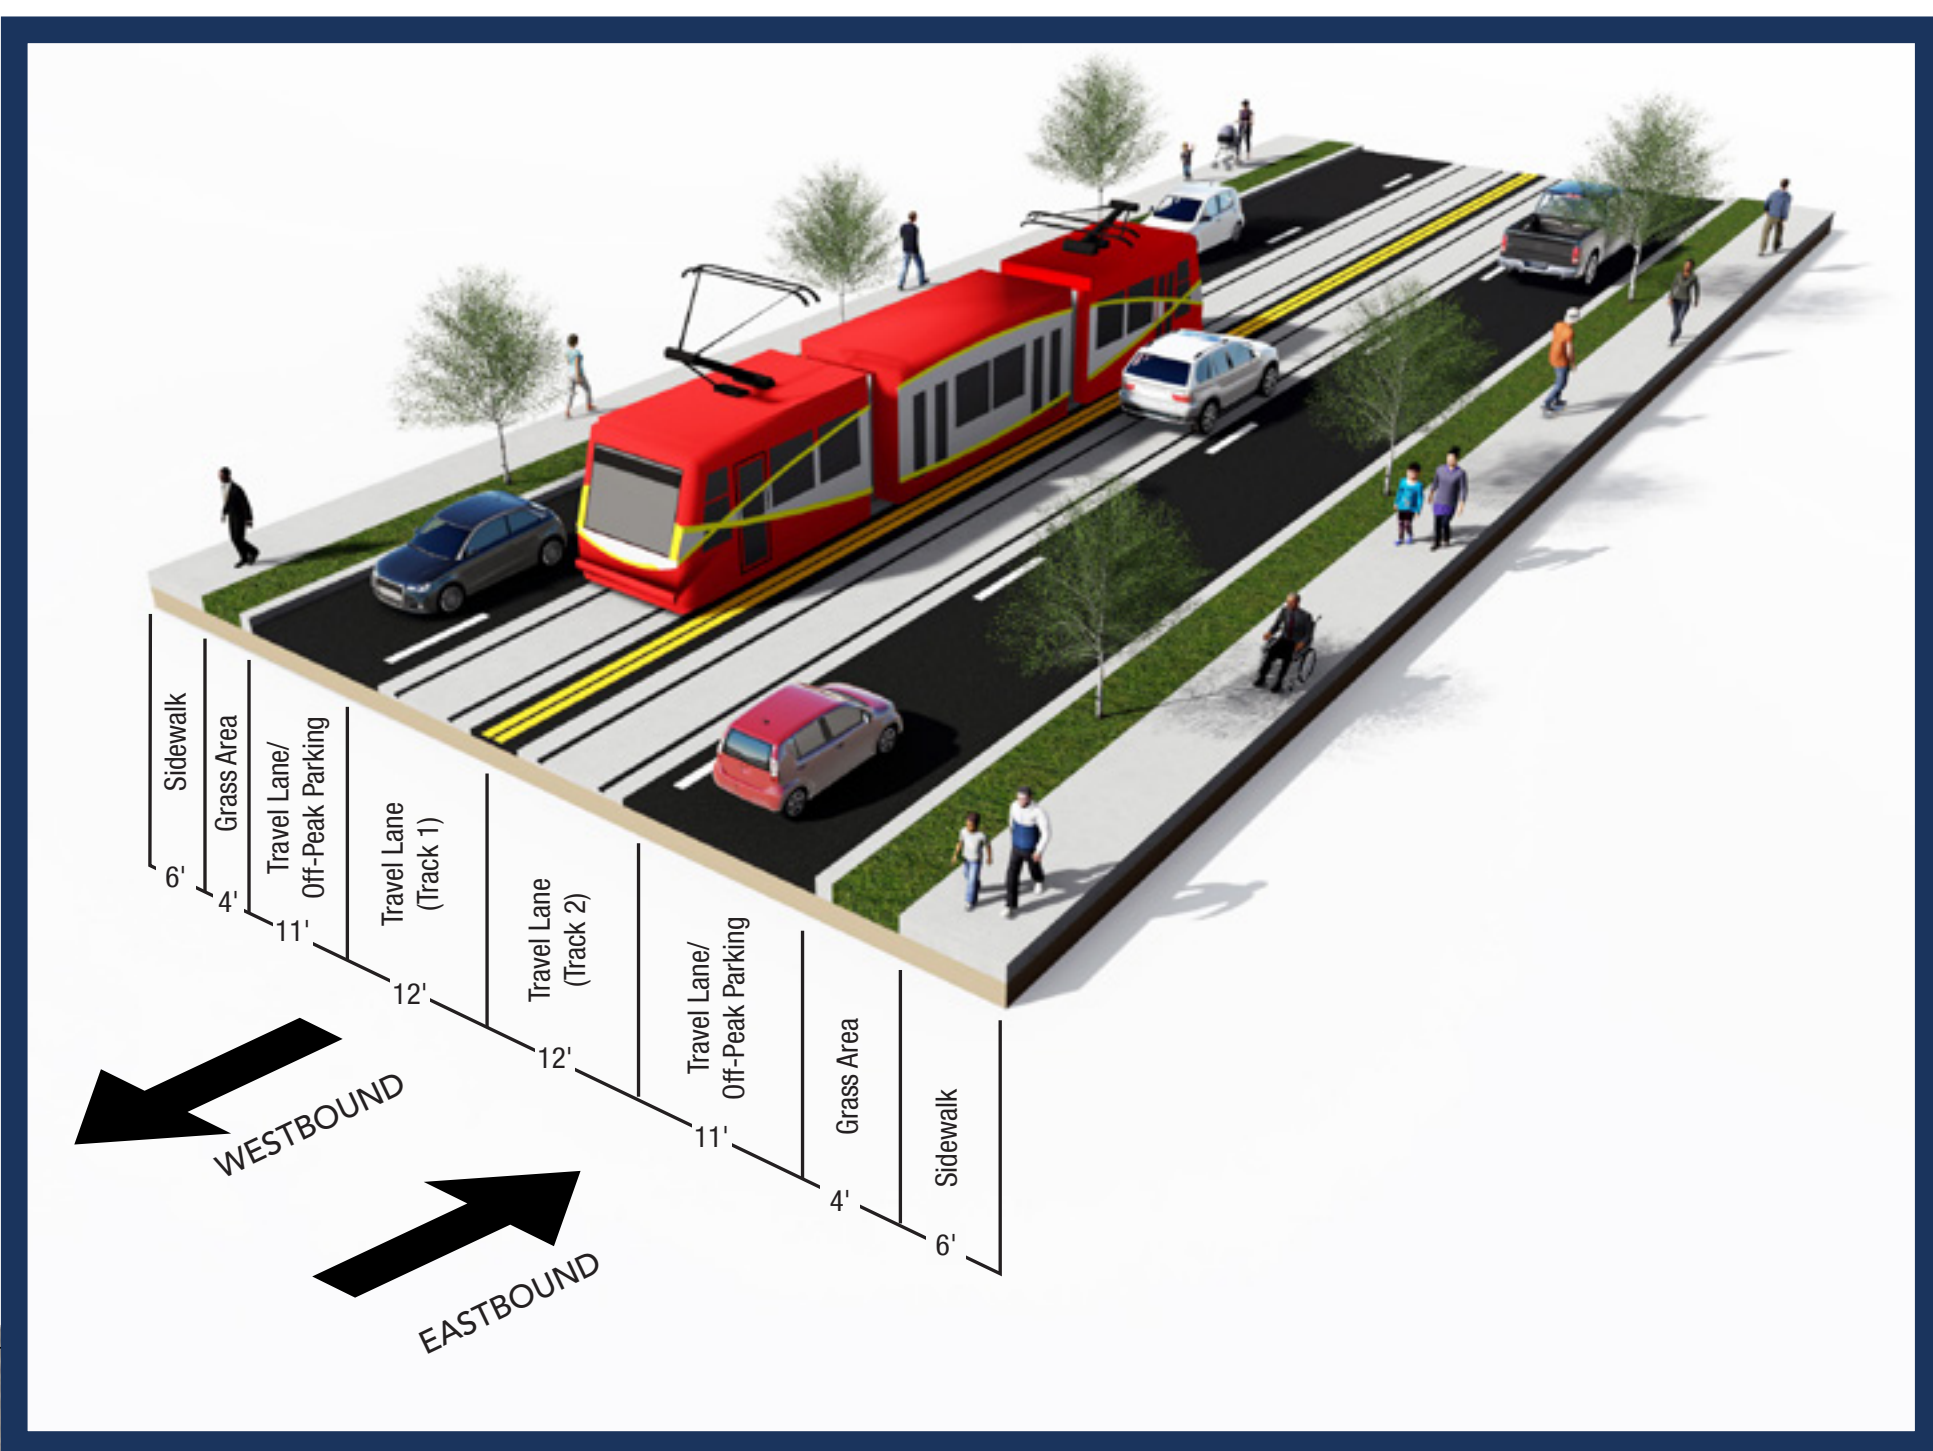 Sidewalk
Grass Area
Travel Lane/
Off-Peak Parking
Travel Lane
(Track 1)
Travel Lane
(Track 2)
Travel Lane/
Off-Peak Parking
Grass Area
Sidewalk
6'
4'
11'
12'
12'
11'
4'
6'
WESTBOUND
EASTBOUND